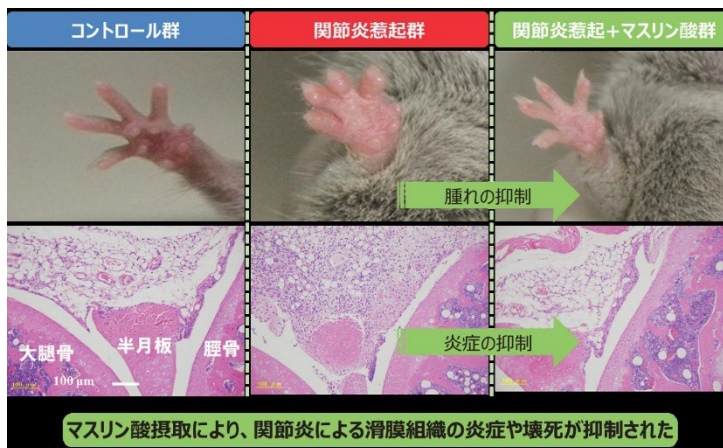 コントロール群
関節炎惹起群
関節炎惹起+マスリン酸群
腫れの抑制
大腿骨
半月板
脛骨
100 μm
炎症の抑制
マスリン酸摂取により、関節炎による滑膜組織の炎症や壊死が抑制された